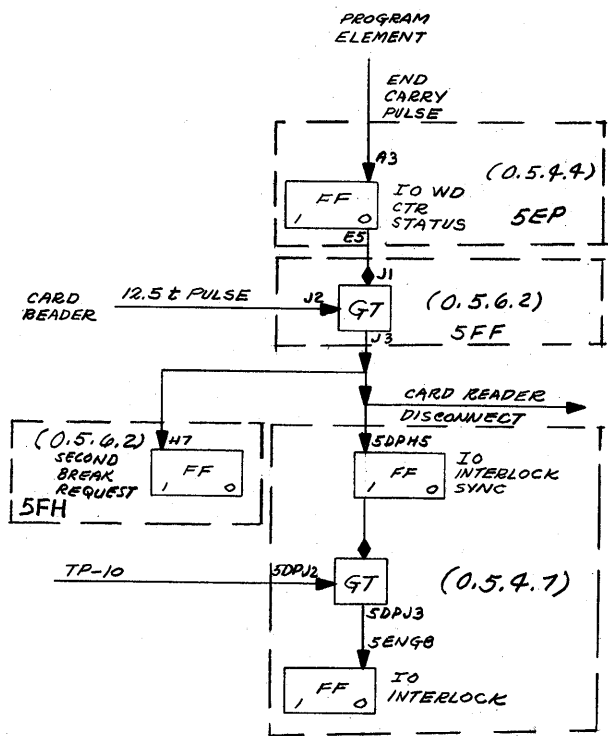 PROGRAM
ELEMENT
END
CARRY
PULSE
A3
(0.5.4.4)
FF
1 0
IO WD
CTR
STATUS
5EP
E5
J1
CARD
READER
12.5 t PULSE
J2
GT
(0.5.6.2)
J3
5FF
CARD READER
DISCONNECT
(0.5.6.2)
H7
SECOND
BREAK
REQUEST
FF
1 0
5FH
5DPH5
FF
1 0
IO
INTERLOCK
SYNC
TP-10
5DPJ2
GT
(0.5.4.7)
5DPJ3
5ENG8
FF
1 0
IO
INTERLOCK